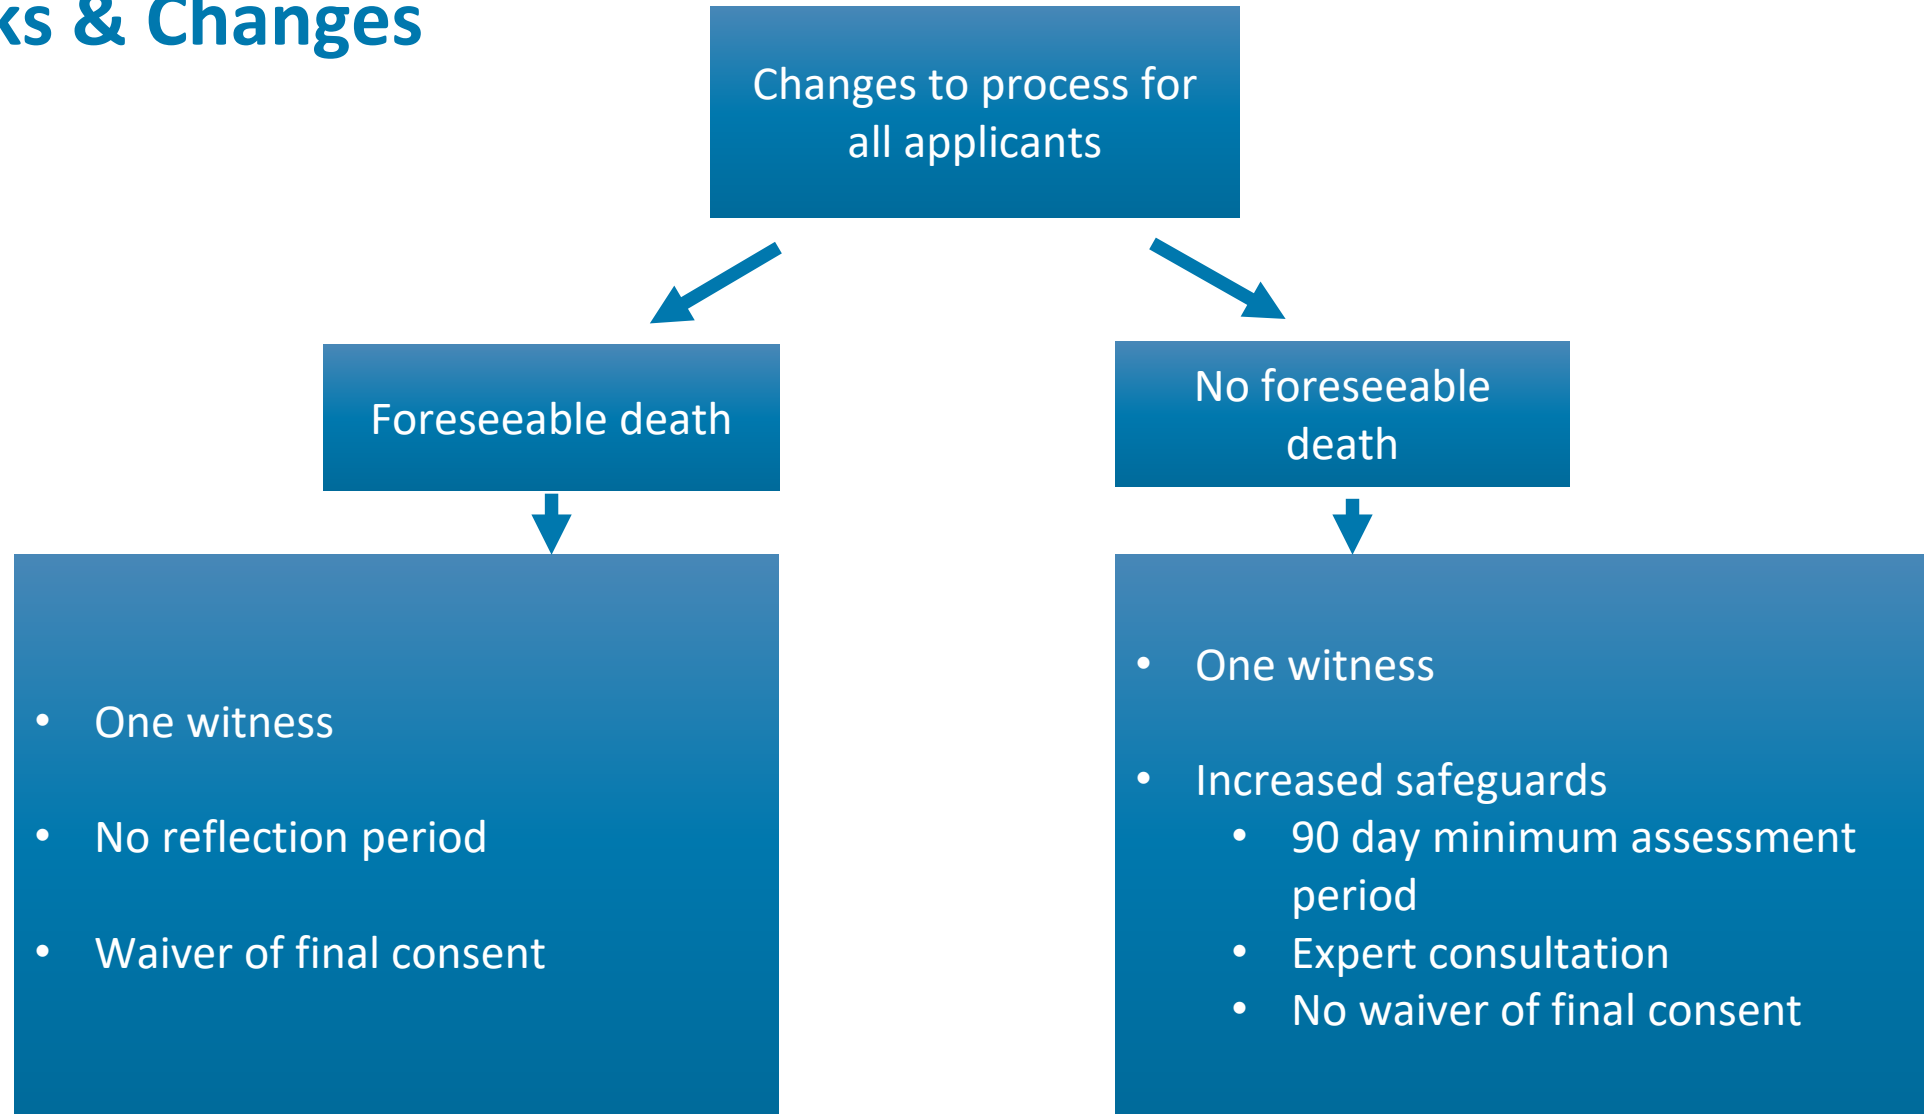 & Changes
Changes to process for
all applicants
Foreseeable death
No foreseeable
death
• One witness
• No reflection period
• Waiver of final consent
• One witness
• Increased safeguards
• 90 day minimum assessment
period
• Expert consultation
• No waiver of final consent